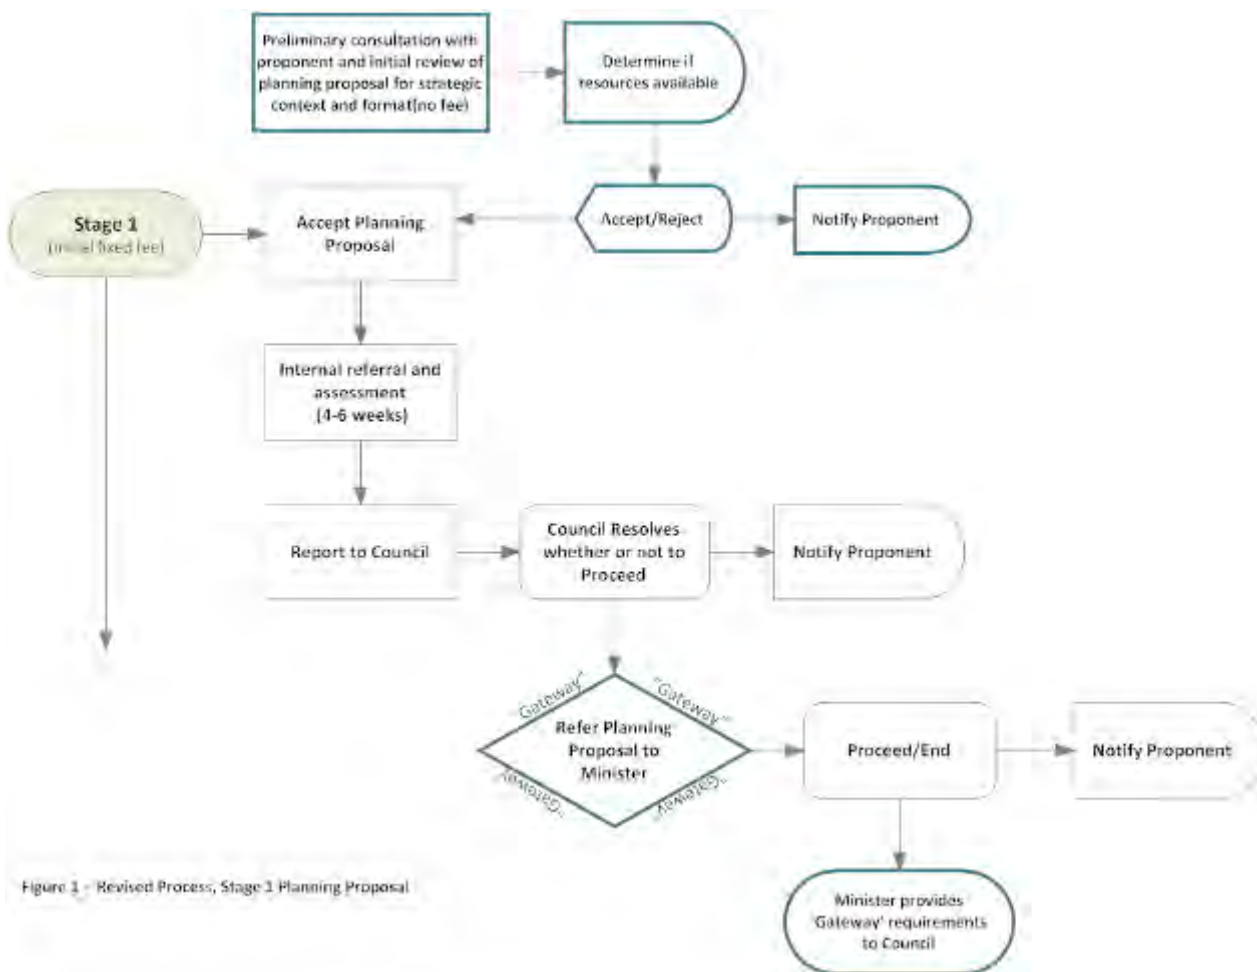 Preliminary consultation with
proponent and initial review of
planning proposal for strategic
context and format(no fee)
Determine if
resources available
Stage 1
(initial fixed fee)
Accept Planning
Proposal
Accept/Reject
Notify Proponent
Internal referral and
assessment
(4-6 weeks)
Report to Council
Council Resolves
whether or not to
Proceed
Notify Proponent
"Gateway"
"Gateway"
Refer Planning
Proposal to
Minister
"Gateway"
"Gateway"
Proceed/End
Notify Proponent
Figure 1 - Revised Process, Stage 1 Planning Proposal
Minister provides
'Gateway' requirements
to Council